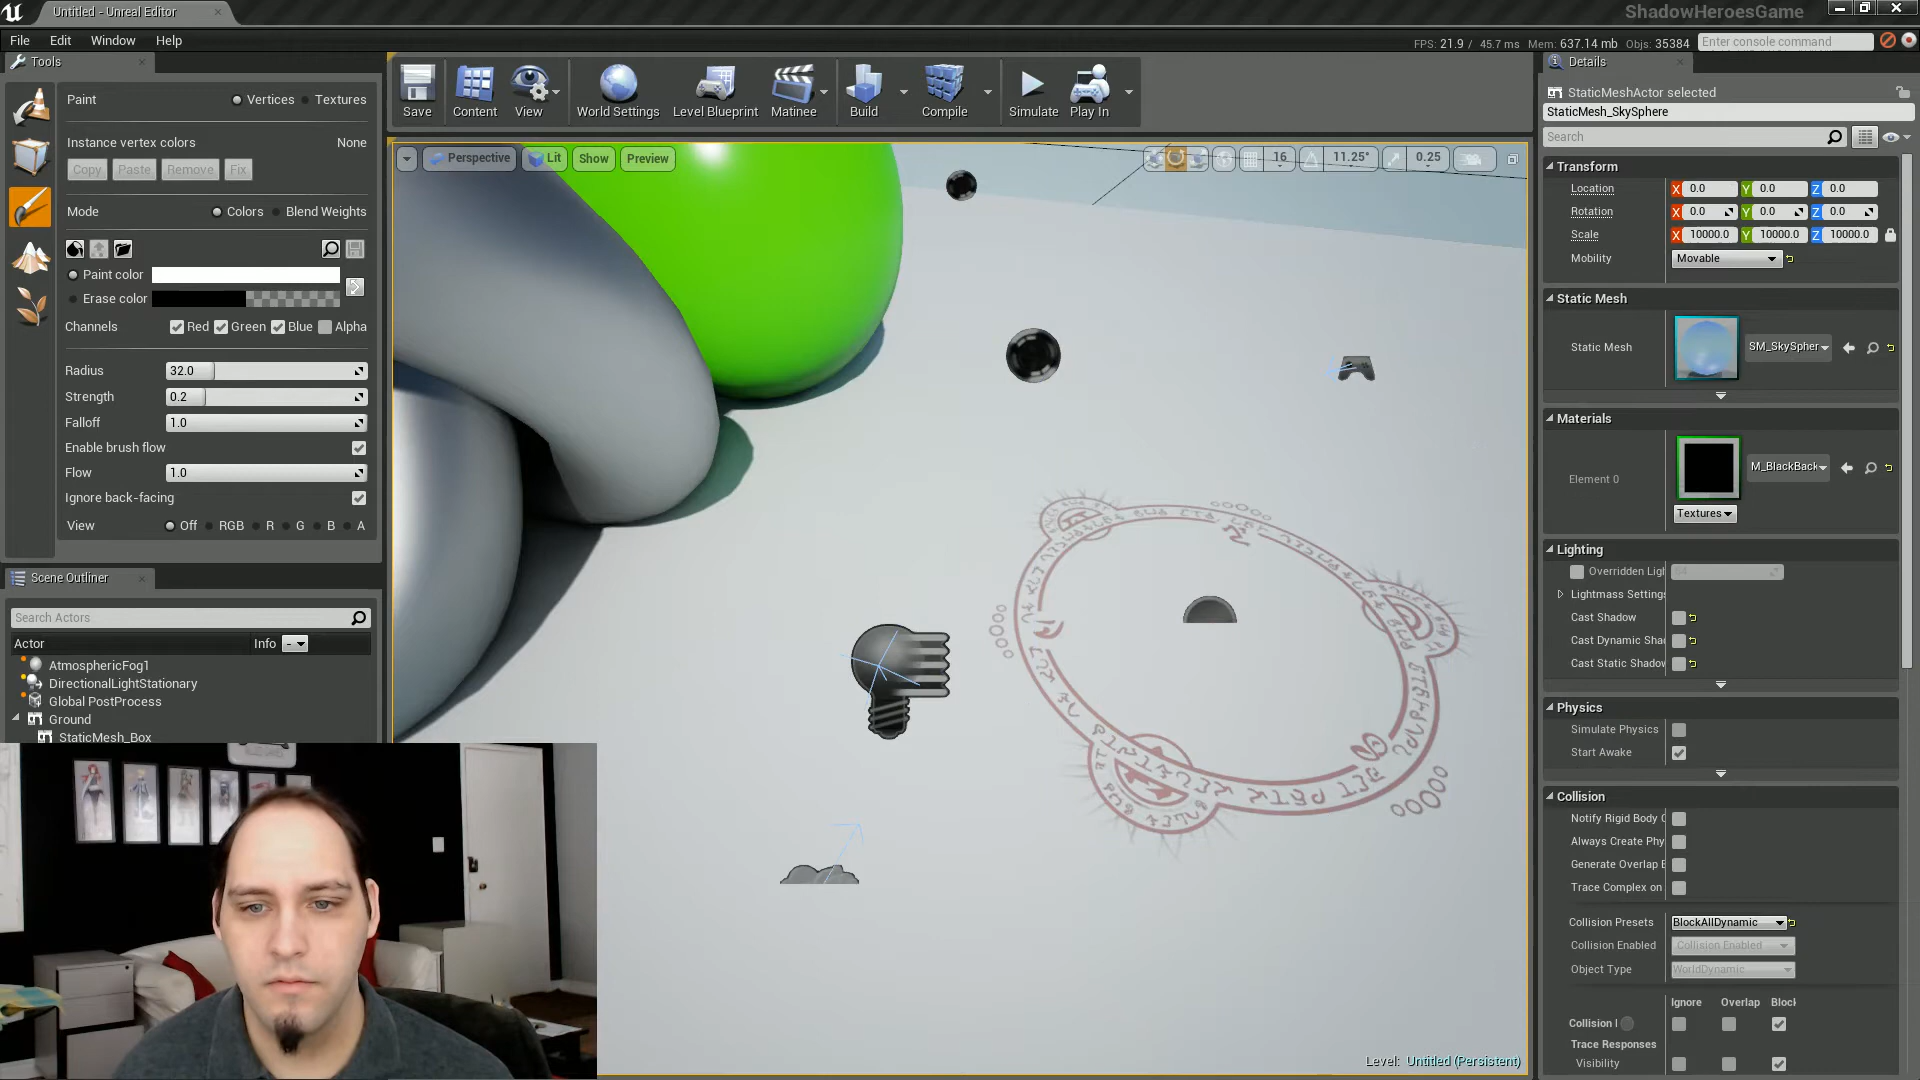 Untitled - Unreal Editor
ShadowHeroesGame
File Edit Window Help
FPS: 21.9 / 45.7 ms Mem: 637.14 mb Objs: 35384 Enter console command
Tools
Paint Vertices Textures
Instance vertex colors None
Copy Paste Remove Fix
Mode Colors Blend Weights
Paint color
Erase color
Channels Red Green Blue Alpha
Radius 32.0
Strength 0.2
Falloff 1.0
Enable brush flow
Flow 1.0
Ignore back-facing
View Off RGB R G B A
Scene Outliner
Search Actors
Actor Info -
AtmosphericFog1
DirectionalLightStationary
Global PostProcess
Ground
StaticMesh_Box
Save Content View World Settings Level Blueprint Matinee Build Compile Simulate Play In
Perspective Lit Show Preview 16 11.25° 0.25
Level: Untitled (Persistent)
Details
StaticMeshActor selected
StaticMesh_SkySphere
Search
Transform
Location X 0.0 Y 0.0 Z 0.0
Rotation X 0.0 Y 0.0 Z 0.0
Scale X 10000.0 Y 10000.0 Z 10000.0
Mobility Movable
Static Mesh
Static Mesh SM_SkySpher
Materials
Element 0 M_BlackBack
Textures
Lighting
Overridden Ligh 64
Lightmass Settings
Cast Shadow
Cast Dynamic Shad
Cast Static Shadow
Physics
Simulate Physics
Start Awake
Collision
Notify Rigid Body C
Always Create Phy
Generate Overlap E
Trace Complex on
Collision Presets BlockAllDynamic
Collision Enabled Collision Enabled
Object Type WorldDynamic
Ignore Overlap Block
Collision
Trace Responses
Visibility